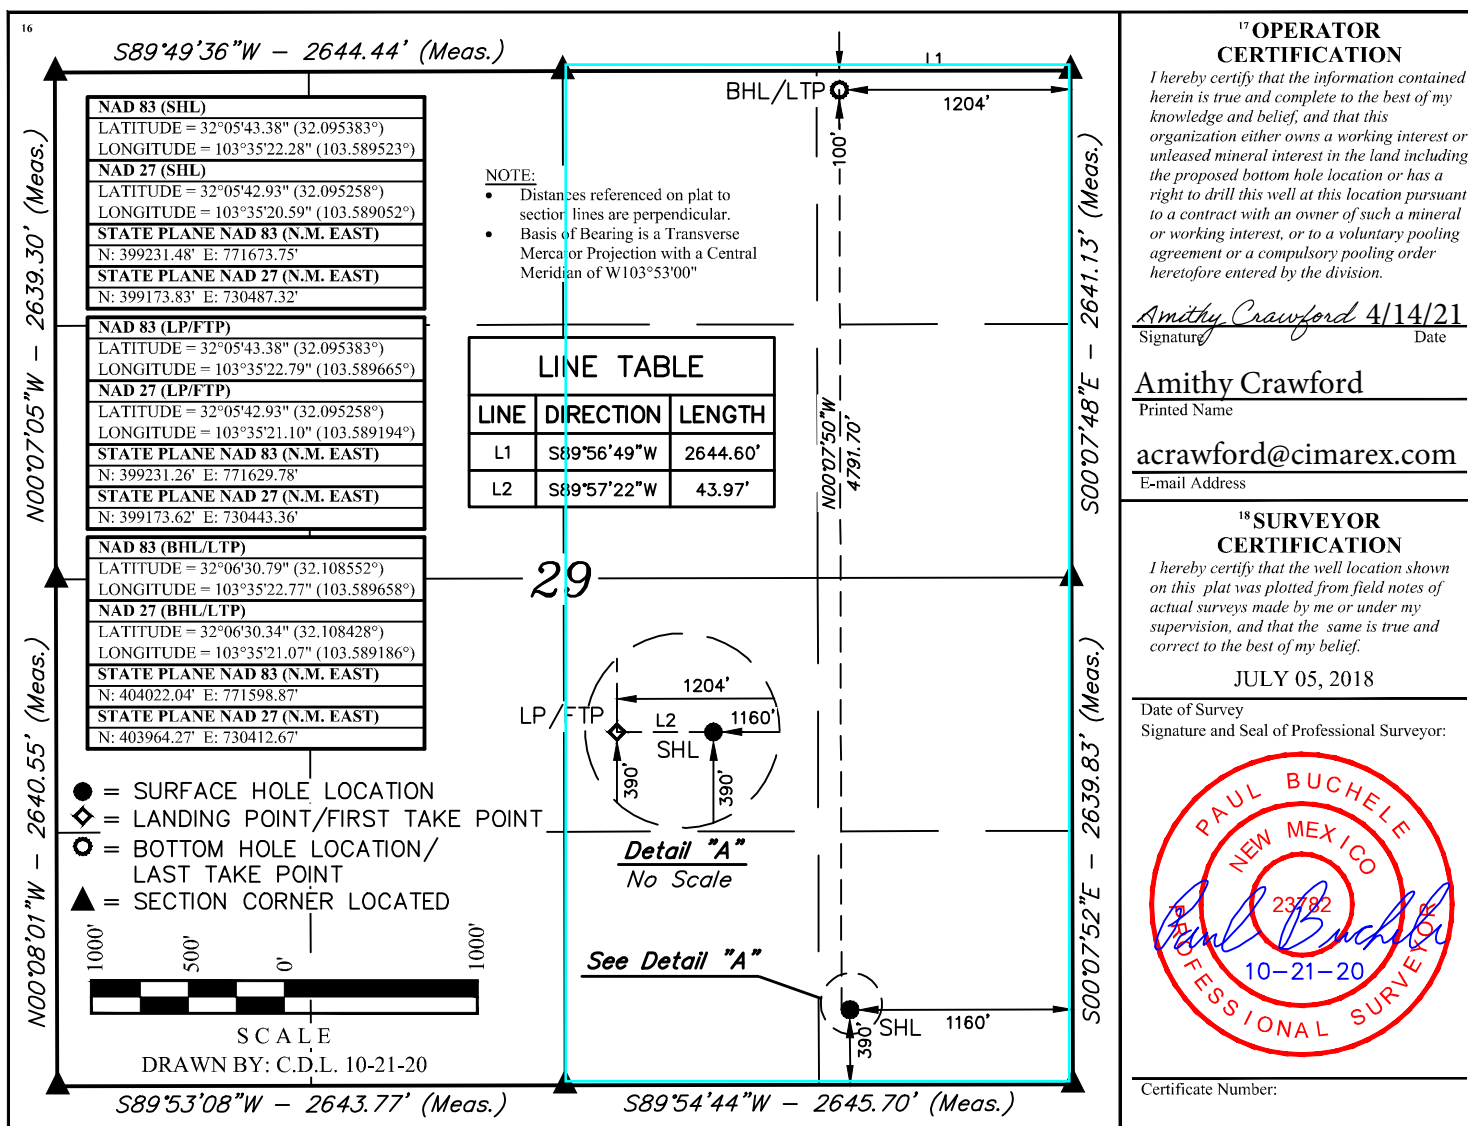 16
S89°49'36"W – 2644.44' (Meas.)
L1
BHL/LTP
1204'
100'
N00°07'05"W – 2639.30' (Meas.)
NAD 83 (SHL)
LATITUDE = 32°05'43.38" (32.095383°)
LONGITUDE = 103°35'22.28" (103.589523°)
NAD 27 (SHL)
LATITUDE = 32°05'42.93" (32.095258°)
LONGITUDE = 103°35'20.59" (103.589052°)
STATE PLANE NAD 83 (N.M. EAST)
N: 399231.48' E: 771673.75'
STATE PLANE NAD 27 (N.M. EAST)
N: 399173.83' E: 730487.32'
NAD 83 (LP/FTP)
LATITUDE = 32°05'43.38" (32.095383°)
LONGITUDE = 103°35'22.79" (103.589665°)
NAD 27 (LP/FTP)
LATITUDE = 32°05'42.93" (32.095258°)
LONGITUDE = 103°35'21.10" (103.589194°)
STATE PLANE NAD 83 (N.M. EAST)
N: 399231.26' E: 771629.78'
STATE PLANE NAD 27 (N.M. EAST)
N: 399173.62' E: 730443.36'
NAD 83 (BHL/LTP)
LATITUDE = 32°06'30.79" (32.108552°)
LONGITUDE = 103°35'22.77" (103.589658°)
NAD 27 (BHL/LTP)
LATITUDE = 32°06'30.34" (32.108428°)
LONGITUDE = 103°35'21.07" (103.589186°)
STATE PLANE NAD 83 (N.M. EAST)
N: 404022.04' E: 771598.87'
STATE PLANE NAD 27 (N.M. EAST)
N: 403964.27' E: 730412.67'
NOTE:
• Distances referenced on plat to
section lines are perpendicular.
• Basis of Bearing is a Transverse
Mercator Projection with a Central
Meridian of W103°53'00"
LINE TABLE
LINE DIRECTION LENGTH
L1 S89°56'49"W 2644.60'
L2 S89°57'22"W 43.97'
N00°07'50"W
4791.70'
S00°07'48"E – 2641.13' (Meas.)
29
1204'
LP/FTP
L2
1160'
SHL
390'
390'
Detail "A"
No Scale
N00°08'01"W – 2640.55' (Meas.)
= SURFACE HOLE LOCATION
= LANDING POINT/FIRST TAKE POINT
= BOTTOM HOLE LOCATION/
LAST TAKE POINT
= SECTION CORNER LOCATED
1000'
500'
0'
1000'
SCALE
DRAWN BY: C.D.L. 10-21-20
See Detail "A"
SHL
1160'
390'
S00°07'52"E – 2639.83' (Meas.)
S89°53'08"W – 2643.77' (Meas.)
S89°54'44"W – 2645.70' (Meas.)
17 OPERATOR
CERTIFICATION
I hereby certify that the information contained
herein is true and complete to the best of my
knowledge and belief, and that this
organization either owns a working interest or
unleased mineral interest in the land including
the proposed bottom hole location or has a
right to drill this well at this location pursuant
to a contract with an owner of such a mineral
or working interest, or to a voluntary pooling
agreement or a compulsory pooling order
heretofore entered by the division.
Amithy Crawford 4/14/21
Signature Date
Amithy Crawford
Printed Name
acrawford@cimarex.com
E-mail Address
18 SURVEYOR
CERTIFICATION
I hereby certify that the well location shown
on this plat was plotted from field notes of
actual surveys made by me or under my
supervision, and that the same is true and
correct to the best of my belief.
JULY 05, 2018
Date of Survey
Signature and Seal of Professional Surveyor:
PAUL BUCHELE
NEW MEXICO
23782
Paul Buchele
10-21-20
PROFESSIONAL SURVEYOR
Certificate Number: